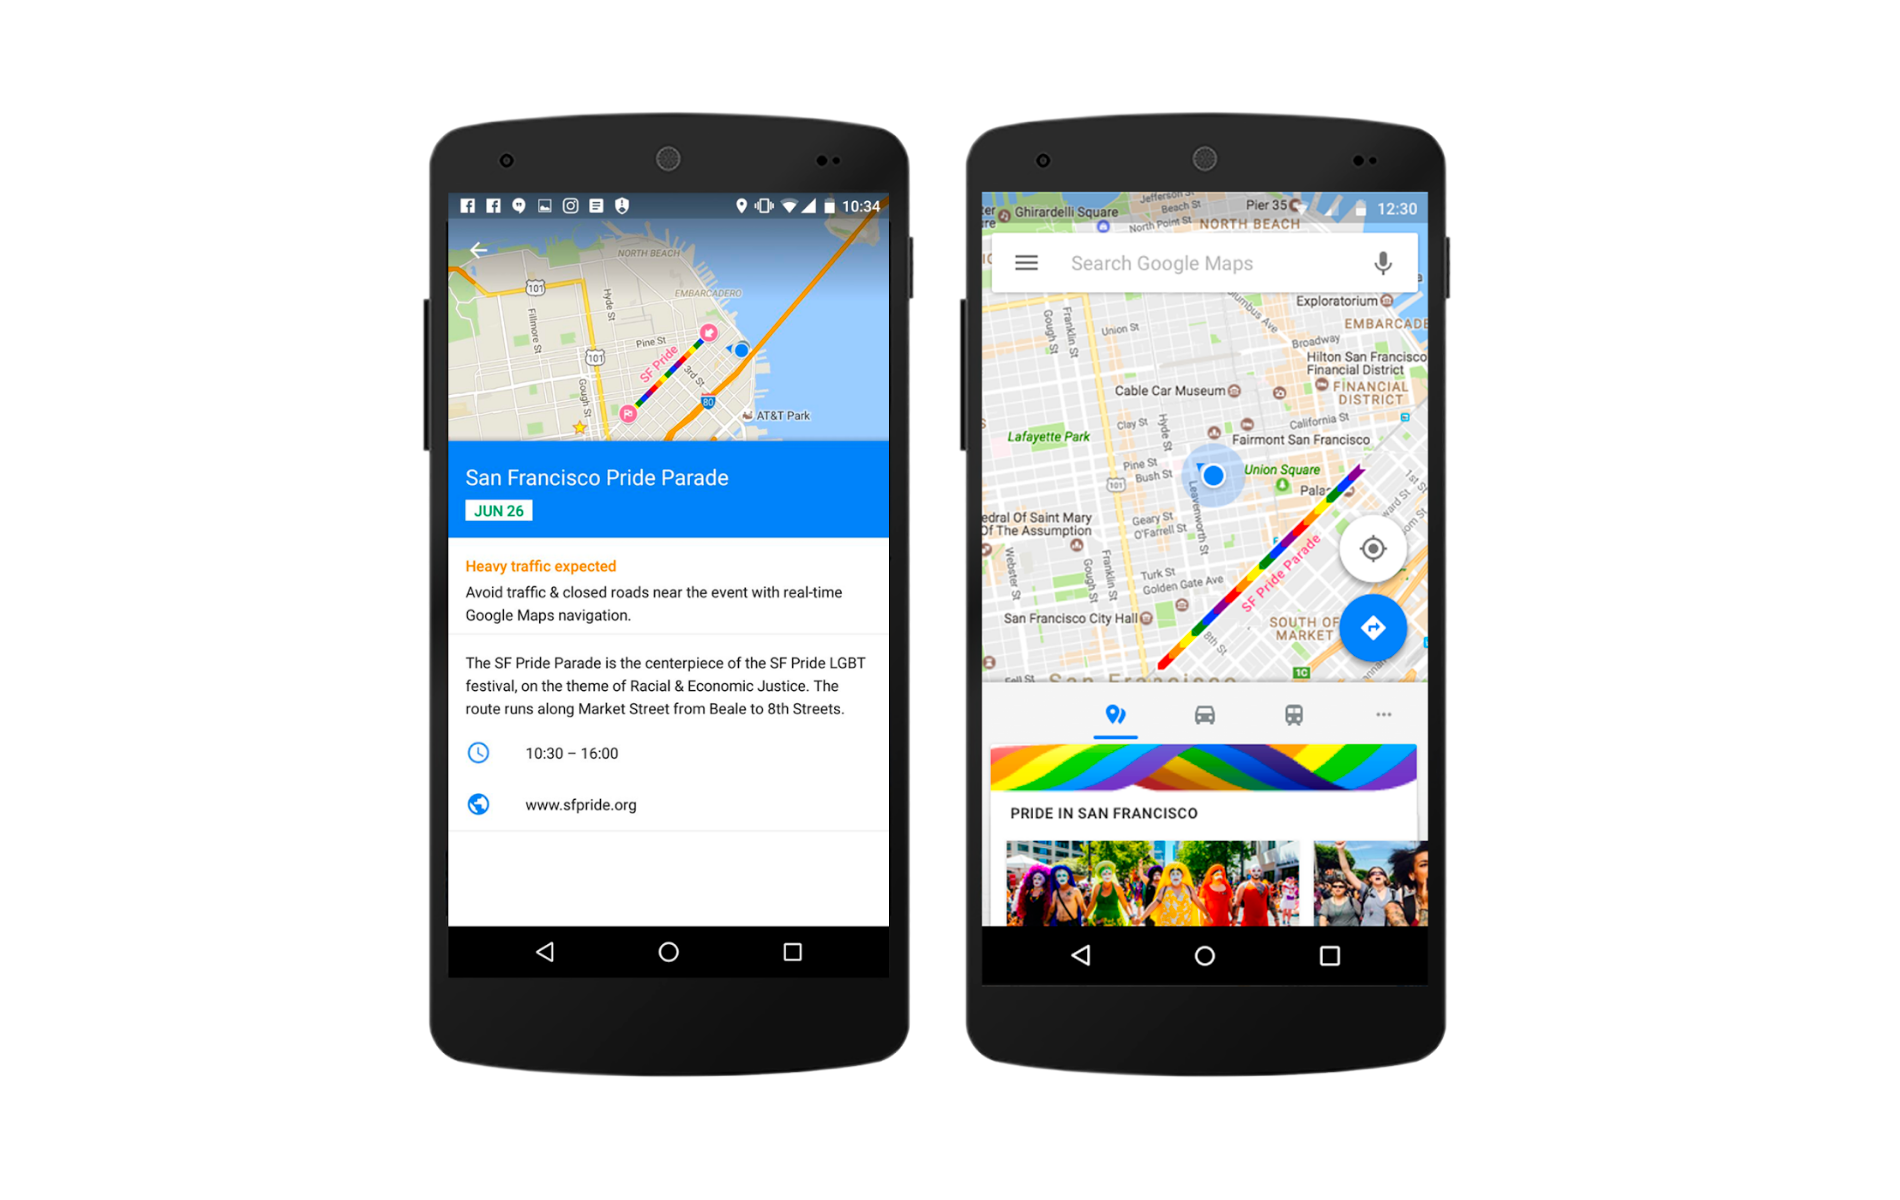 10:34
NORTH BEACH
101
EMBARCADERO
Hyde St
Fillmore St
Pine St
101
SF Pride
3rd St
Gough St
80
AT&T Park
San Francisco Pride Parade
JUN 26
Heavy traffic expected
Avoid traffic & closed roads near the event with real-time
Google Maps navigation.
The SF Pride Parade is the centerpiece of the SF Pride LGBT
festival, on the theme of Racial & Economic Justice. The
route runs along Market Street from Beale to 8th Streets.
10:30 – 16:00
www.sfpride.org
Jefferson St
Ghirardelli Square
Beach St
Pier 35
12:30
North Point St
NORTH BEACH
Search Google Maps
Exploratorium
Gough St
Franklin St
Union St
EMBARCADE
Broadway
Hilton San Francisco
Financial District
Cable Car Museum
FINANCIAL
DISTRICT
Clay St
Hyde St
California St
Lafayette Park
Fairmont San Francisco
Pine St
Bush St
101
Union Square
1st St
Leavenworth St
Geary St
O'Farrell St
edral Of Saint Mary
Of The Assumption
Webster St
Gough St
Franklin St
Turk St
Golden Gate Ave
SF Pride Parade
San Francisco City Hall
8th St
SOUTH OF
MARKET
Fell St
San Francisco
1C
PRIDE IN SAN FRANCISCO